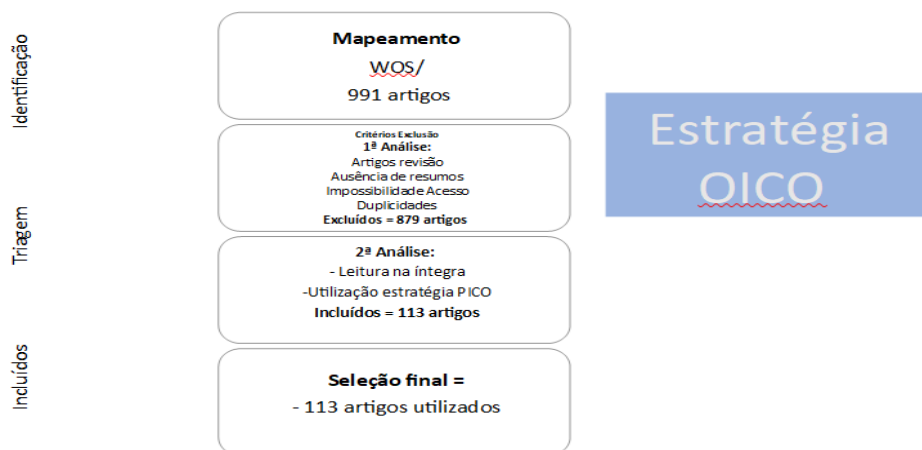 Identificação
Mapeamento
WOS/
991 artigos
Critérios Exclusão
1ª Análise:
Artigos revisão
Ausência de resumos
Impossibilidade Acesso
Duplicidades
Excluídos = 879 artigos
Triagem
2ª Análise:
- Leitura na íntegra
-Utilização estratégia PICO
Incluídos = 113 artigos
Incluídos
Seleção final =
- 113 artigos utilizados
Estratégia
OICO